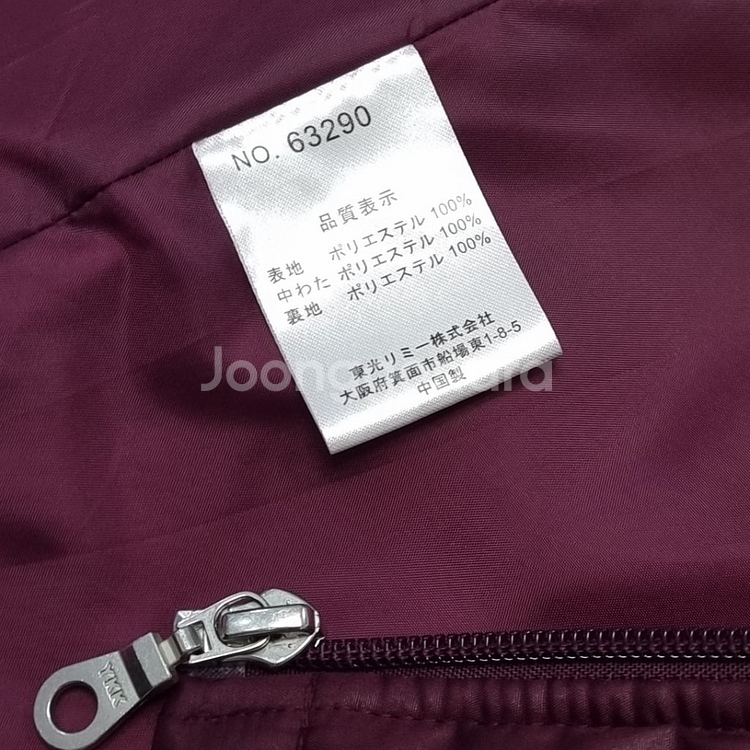 NO. 63290
品質表示
表地 ポリエステル 100%
中わた ポリエステル 100%
裏地 ポリエステル 100%
東光リミー株式会社
大阪府箕面市船場東1-8-5
中国製
YKK